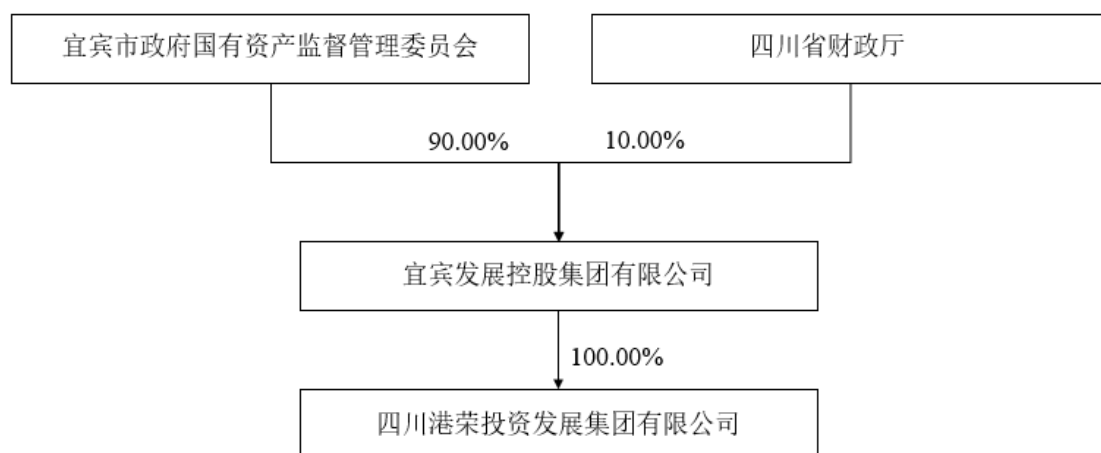 宜宾市政府国有资产监督管理委员会
四川省财政厅
90.00%
10.00%
宜宾发展控股集团有限公司
100.00%
四川港荣投资发展集团有限公司